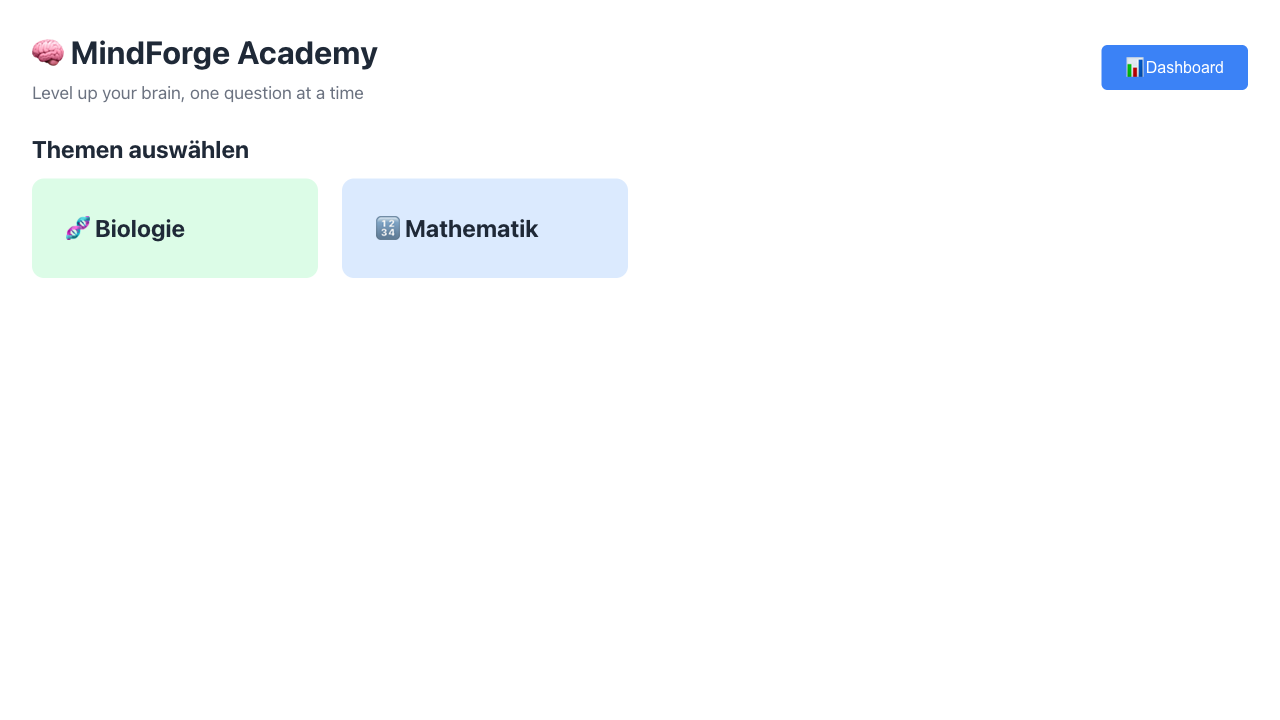 🧠 MindForge Academy
Level up your brain, one question at a time
📊 Dashboard
Themen auswählen
🧬 Biologie
🔢 Mathematik